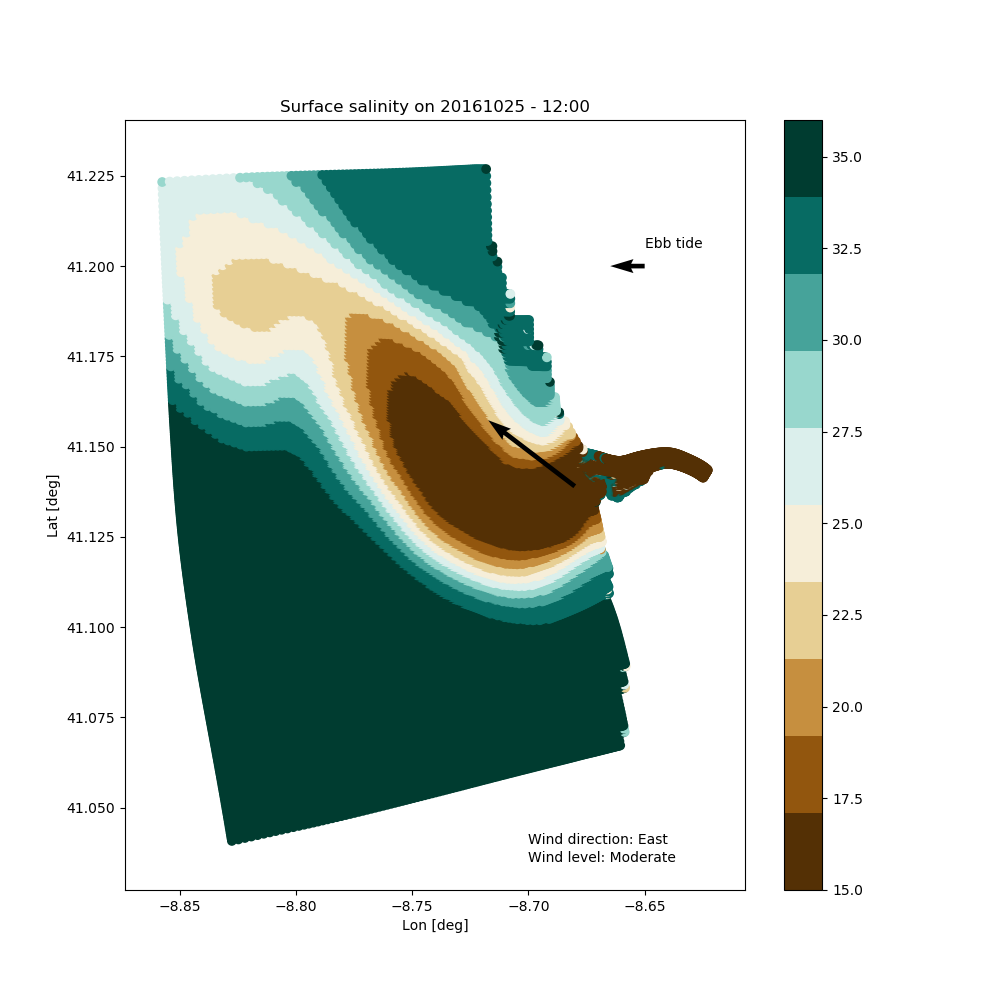 Surface salinity on 20161025 - 12:00
41.225
41.200
41.175
41.150
41.125
41.100
41.075
41.050
Lat [deg]
Ebb tide
Wind direction: East
Wind level: Moderate
−8.85 −8.80 −8.75 −8.70 −8.65
Lon [deg]
35.0
32.5
30.0
27.5
25.0
22.5
20.0
17.5
15.0